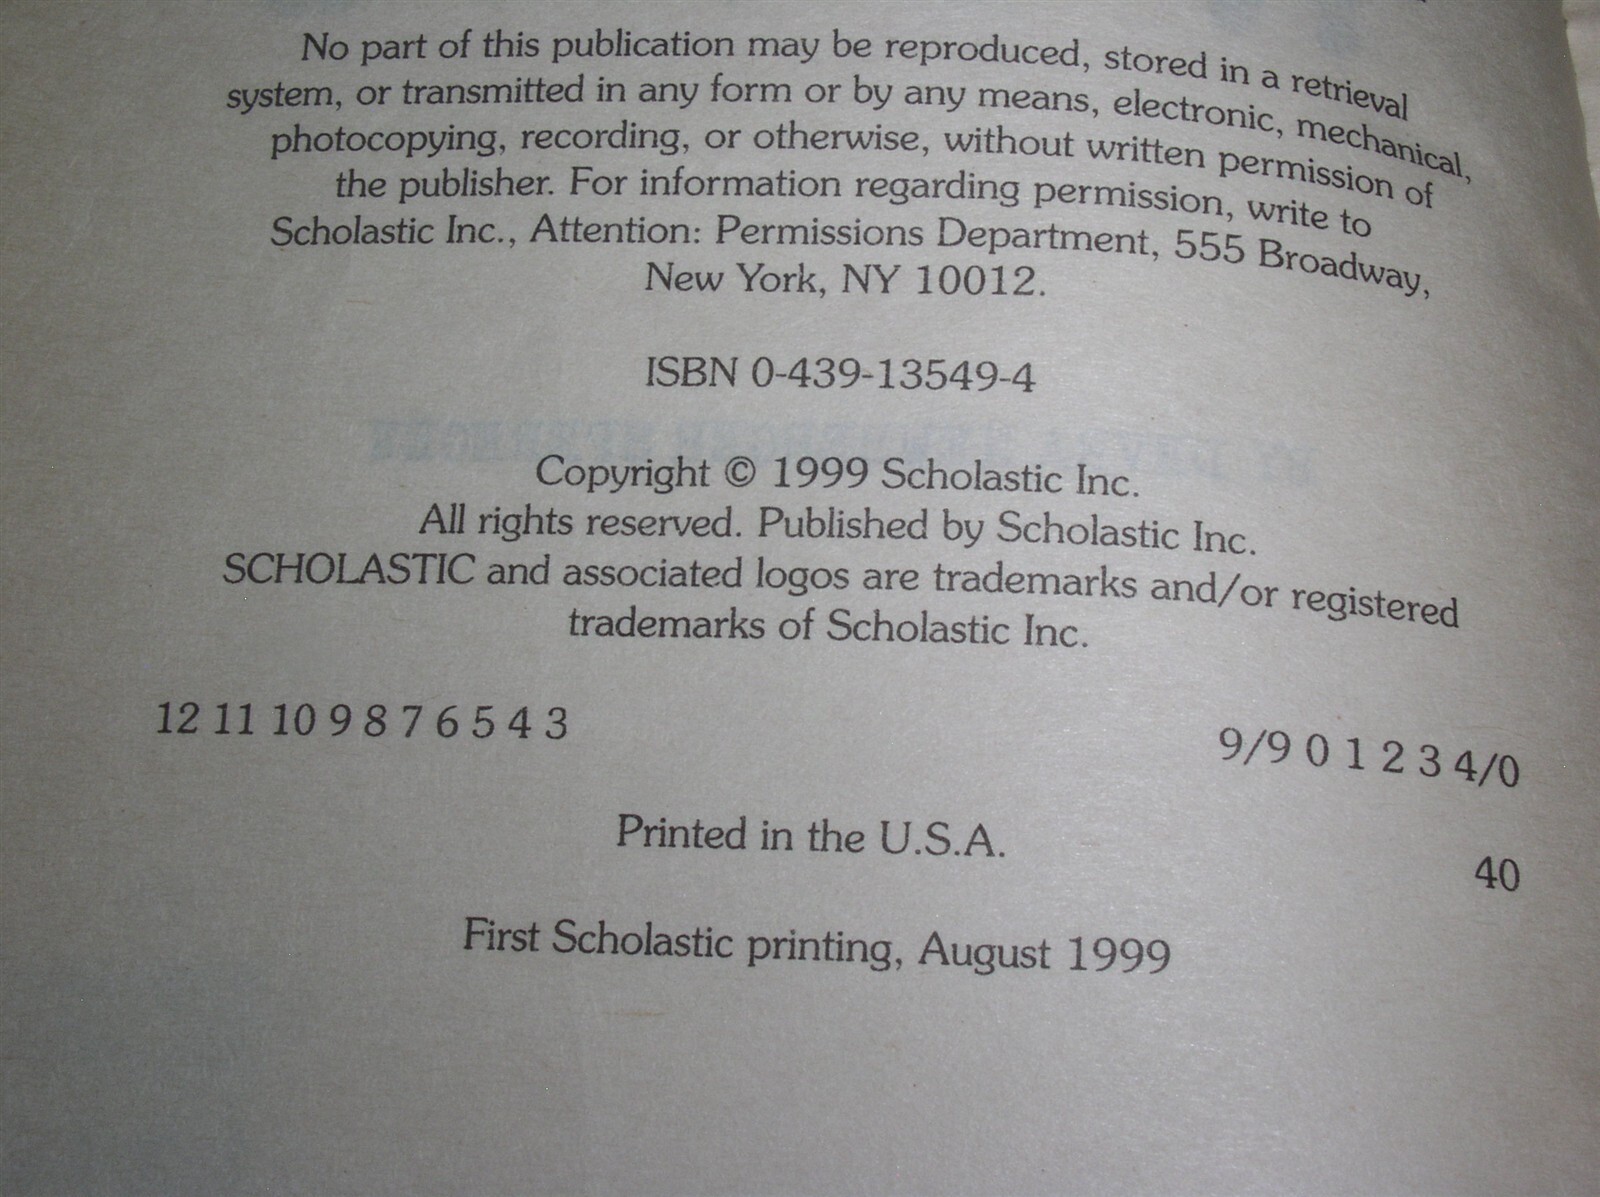 No part of this publication may be reproduced, stored in a retrieval
system, or transmitted in any form or by any means, electronic, mechanical,
photocopying, recording, or otherwise, without written permission of
the publisher. For information regarding permission, write to
Scholastic Inc., Attention: Permissions Department, 555 Broadway,
New York, NY 10012.
ISBN 0-439-13549-4
Copyright © 1999 Scholastic Inc.
All rights reserved. Published by Scholastic Inc.
SCHOLASTIC and associated logos are trademarks and/or registered
trademarks of Scholastic Inc.
12 11 10 9 8 7 6 5 4 3
9/9 0 1 2 3 4/0
Printed in the U.S.A.
40
First Scholastic printing, August 1999